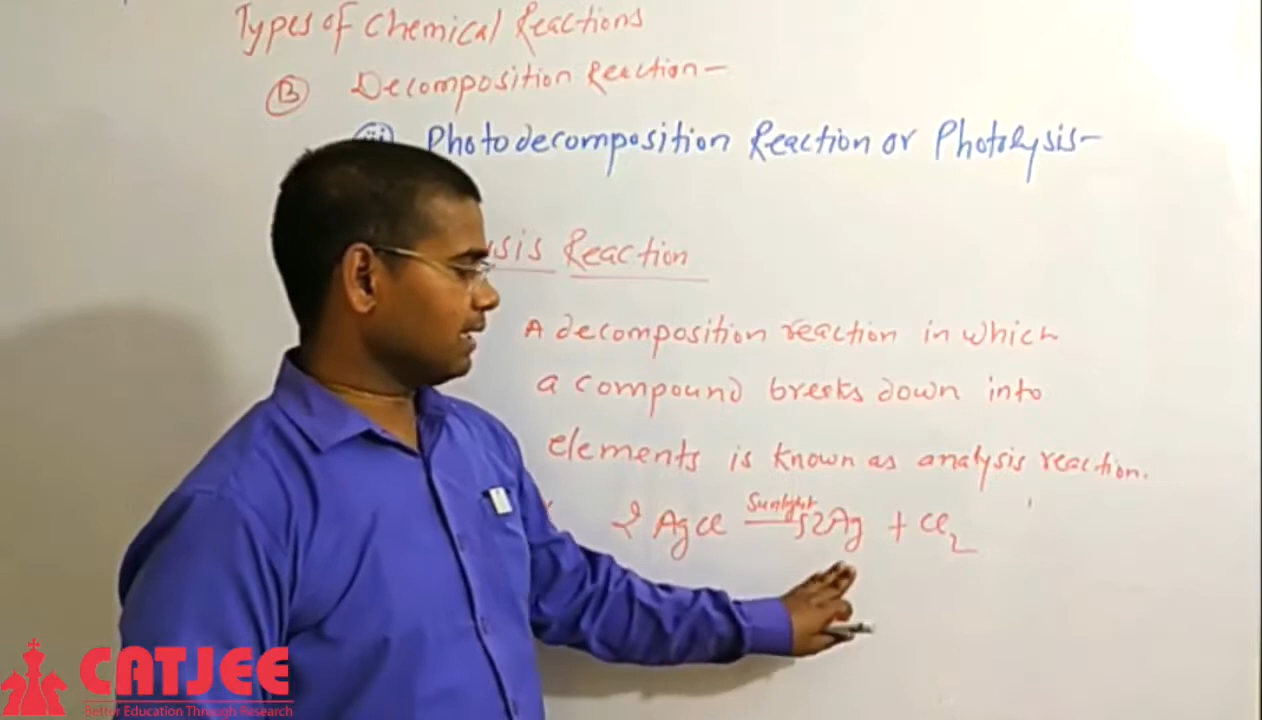 Types of Chemical Reactions
B Decomposition Reaction-
(iii) Photodecomposition Reaction or Photolysis-
ysis Reaction
A decomposition reaction in which
a compound breaks down into
elements is known as analysis reaction.
2 AgCl Sunlight → 2Ag + Cl2
CATJEE
Better Education Through Research